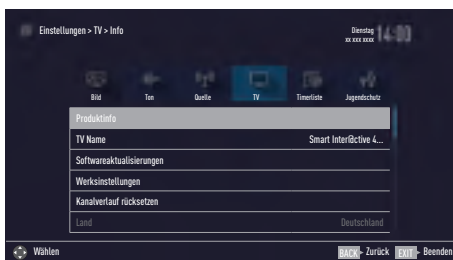 Einstellungen > TV > Info
Dienstag
xx xxx xxxx
14:00
Bild Ton Quelle TV Timerliste Jugendschutz
Produktinfo
TV Name Smart Inter@ctive 4...
Softwareaktualisierungen
Werksinstellungen
Kanalverlauf rücksetzen
Land Deutschland
Wählen BACK Zurück EXIT Beenden